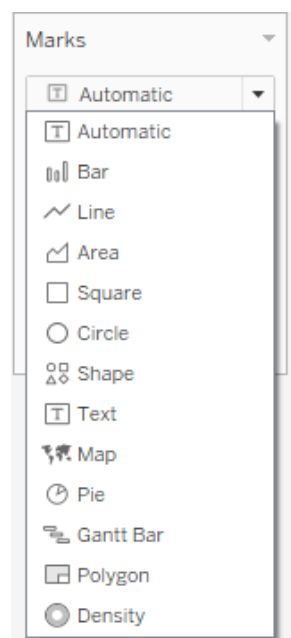 Marks
Automatic
Automatic
Bar
Line
Area
Square
Circle
Shape
Text
Map
Pie
Gantt Bar
Polygon
Density